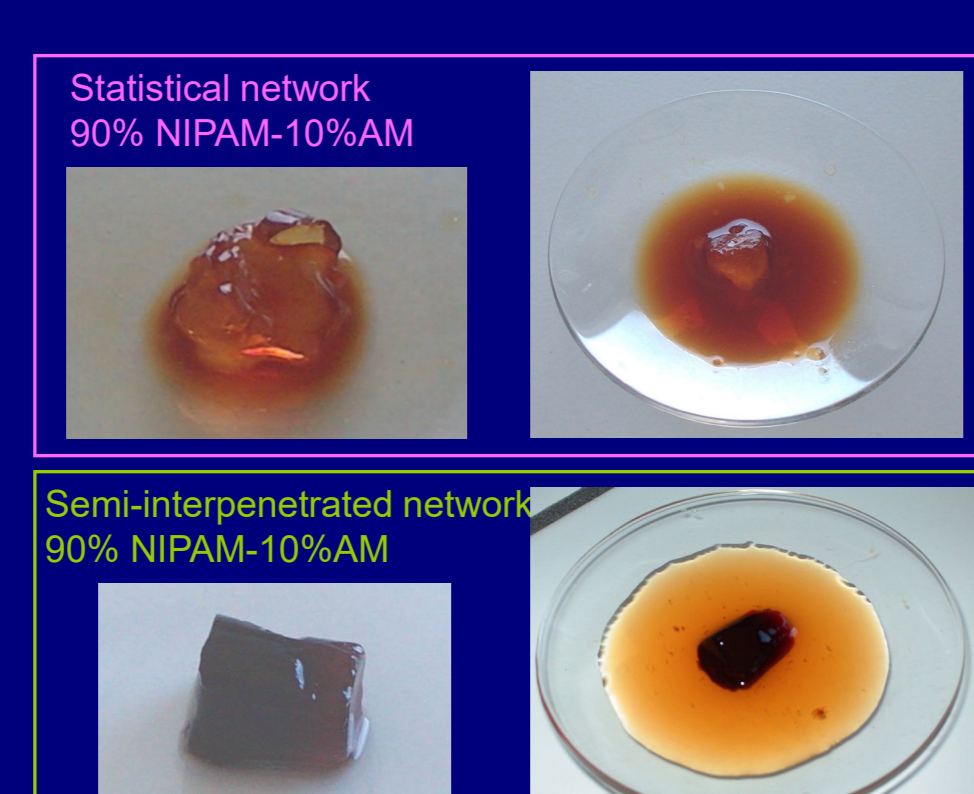 Statistical network
90% NIPAM-10%AM
Semi-interpenetrated network
90% NIPAM-10%AM